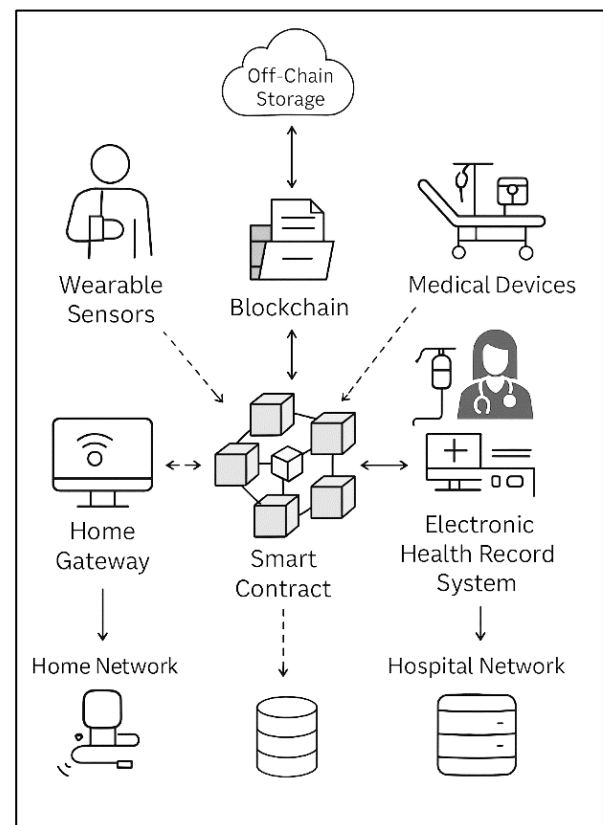 Off-Chain
Storage
Wearable
Sensors
Blockchain
Medical Devices
Home
Gateway
Smart
Contract
Electronic
Health Record
System
Home Network
Hospital Network